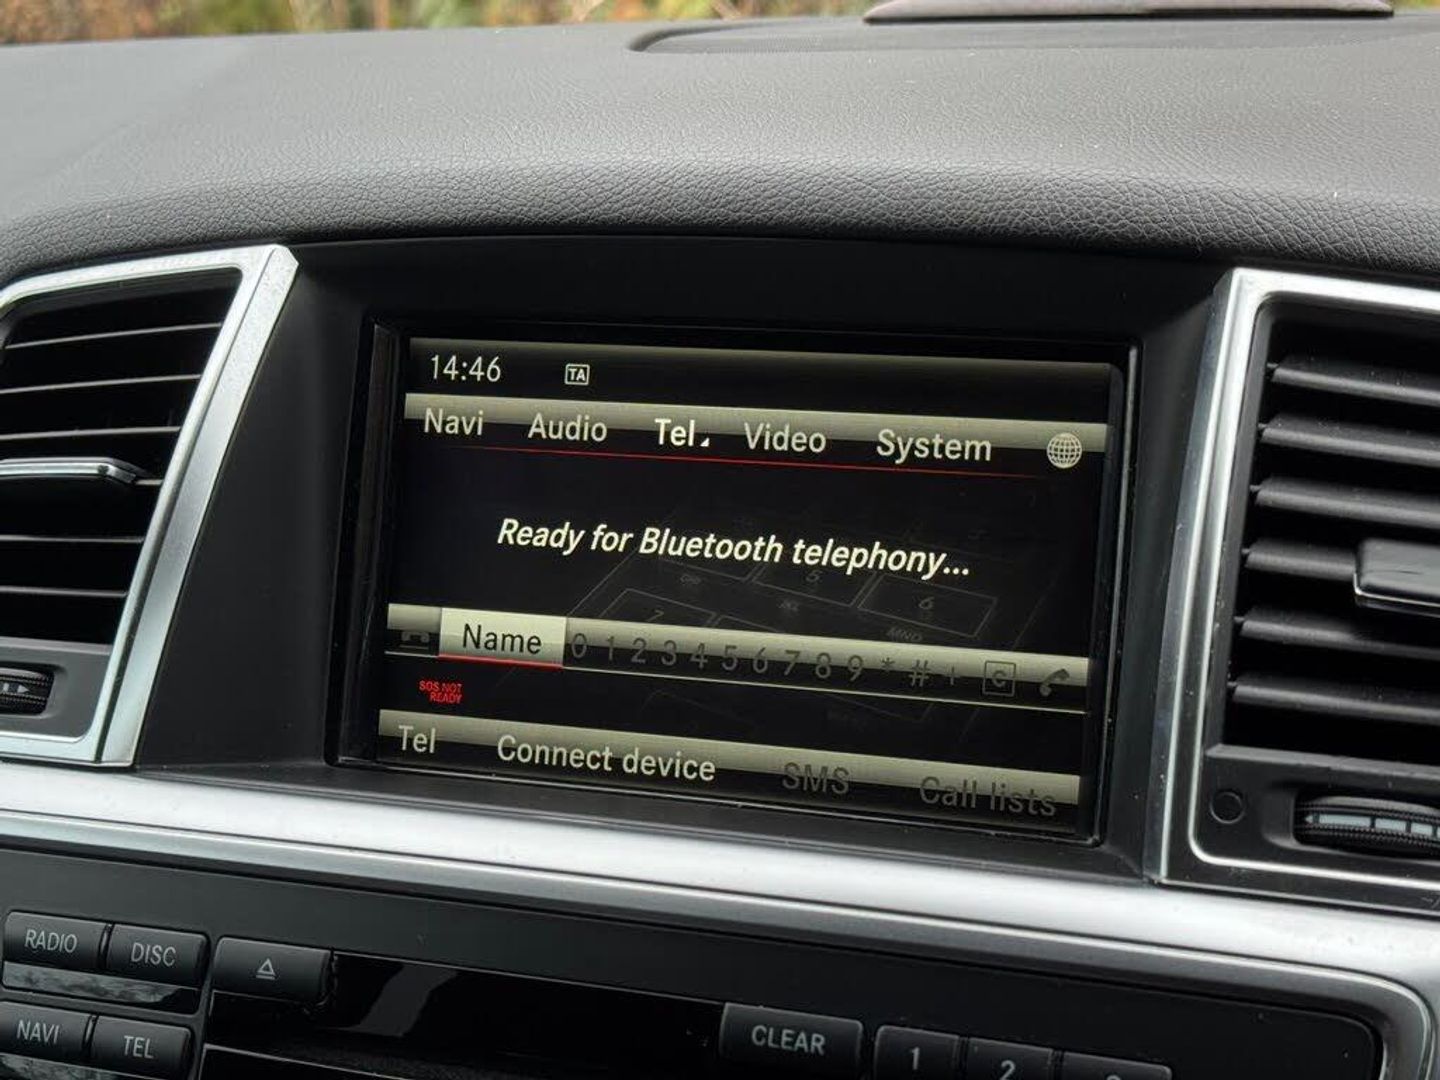 14:46 TA
Navi Audio Tel Video System
Ready for Bluetooth telephony...
6
MNO
Name 0 1 2 3 4 5 6 7 8 9 * # + C
SOS NOT
READY
Tel Connect device SMS Call lists
RADIO DISC
NAVI TEL
CLEAR 1 2